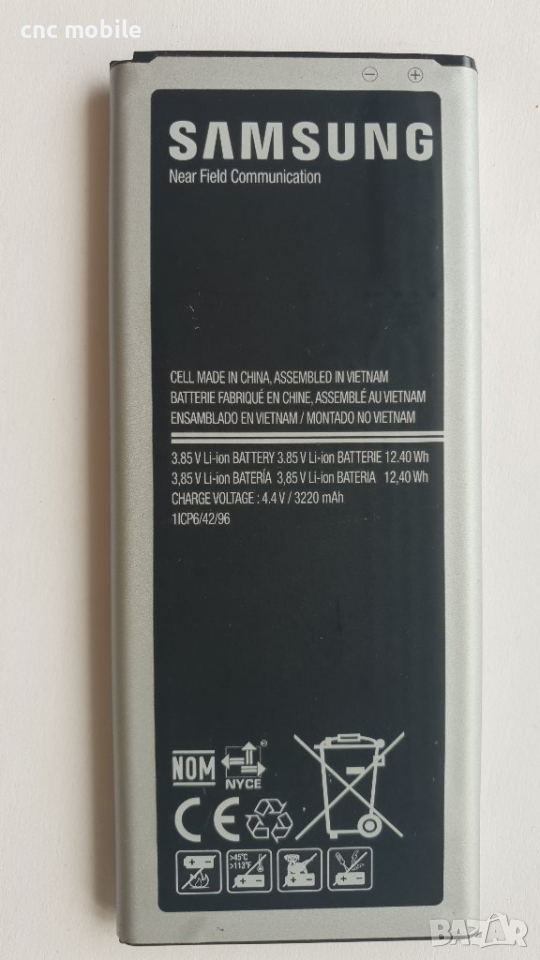 cnc mobile
SAMSUNG
Near Field Communication
CELL MADE IN CHINA, ASSEMBLED IN VIETNAM
BATTERIE FABRIQUÉ EN CHINE, ASSEMBLÉ AU VIETNAM
ENSAMBLADO EN VIETNAM / MONTADO NO VIETNAM
3.85 V Li-ion BATTERY 3.85 V Li-ion BATTERIE 12.40 Wh
3,85 V Li-ion BATERÍA 3,85 V Li-ion BATERIA 12,40 Wh
CHARGE VOLTAGE : 4.4 V / 3220 mAh
1ICP6/42/96
NOM
NYCE
CE
>45°C
>113°F
BAZAR